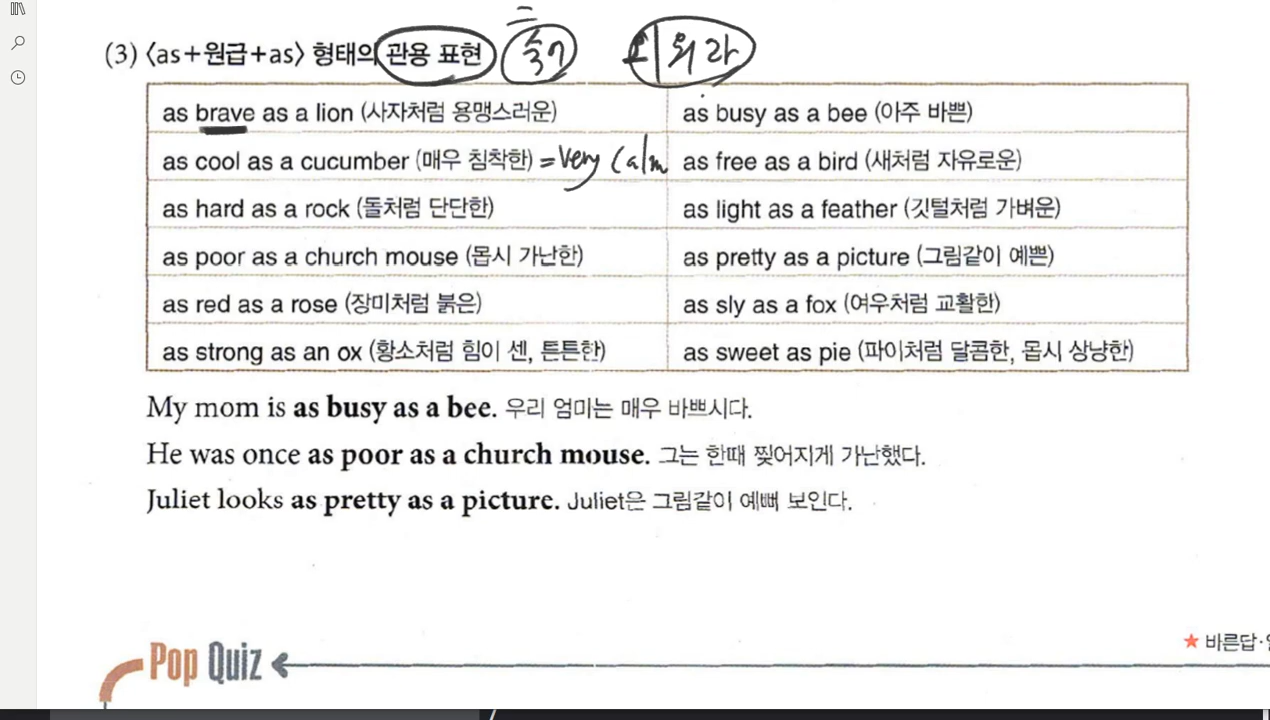 (3) 〈as+원급+as〉 형태의 관용 표현 = 숙어 외라
as brave as a lion (사자처럼 용맹스러운) as busy as a bee (아주 바쁜)
as cool as a cucumber (매우 침착한) = very calm as free as a bird (새처럼 자유로운)
as hard as a rock (돌처럼 단단한) as light as a feather (깃털처럼 가벼운)
as poor as a church mouse (몹시 가난한) as pretty as a picture (그림같이 예쁜)
as red as a rose (장미처럼 붉은) as sly as a fox (여우처럼 교활한)
as strong as an ox (황소처럼 힘이 센, 튼튼한) as sweet as pie (파이처럼 달콤한, 몹시 상냥한)
My mom is as busy as a bee. 우리 엄마는 매우 바쁘시다.
He was once as poor as a church mouse. 그는 한때 찢어지게 가난했다.
Juliet looks as pretty as a picture. Juliet은 그림같이 예뻐 보인다.
★ 바른답·
Pop Quiz